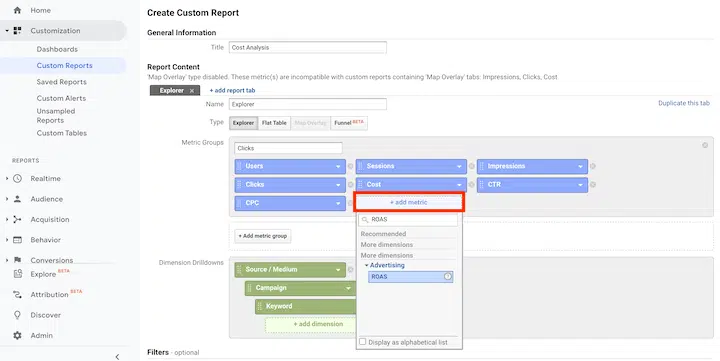 Home
Customization
Dashboards
Custom Reports
Saved Reports
Custom Alerts
Unsampled
Reports
Custom Tables
REPORTS
Realtime
Audience
Acquisition
Behavior
Conversions
Explore BETA
Attribution BETA
Discover
Admin
Create Custom Report
General Information
Title Cost Analysis
Report Content
'Map Overlay' type disabled. These metric(s) are incompatible with custom reports containing 'Map Overlay' tabs: Impressions, Clicks, Cost
Explorer × + add report tab
Name Explorer Duplicate this tab
Type Explorer Flat Table Map Overlay Funnel BETA
Metric Groups Clicks
Users Sessions Impressions
Clicks Cost CTR
CPC + add metric
ROAS
Recommended
More dimensions
More dimensions
Advertising
ROAS
Display as alphabetical list
+ Add metric group
Dimension Drilldowns Source / Medium
Campaign
Keyword
+ add dimension
Filters - optional